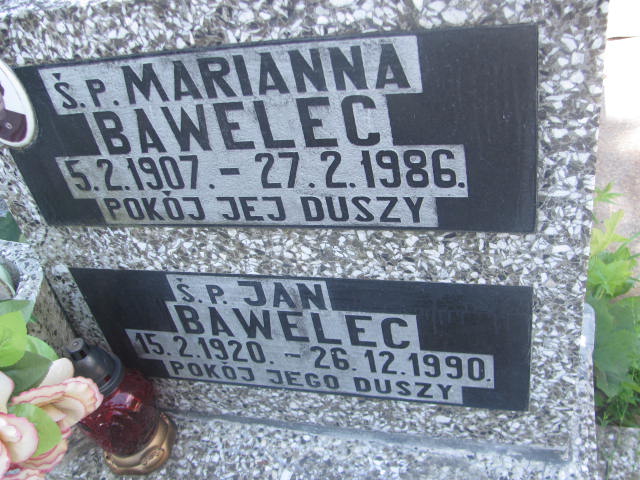 Ś.P. MARIANNA
BAWELEC
5.2.1907. – 27.2.1986.
POKÓJ JEJ DUSZY
Ś.P. JAN
BAWELEC
15.2.1920. – 26.12.1990.
POKÓJ JEGO DUSZY